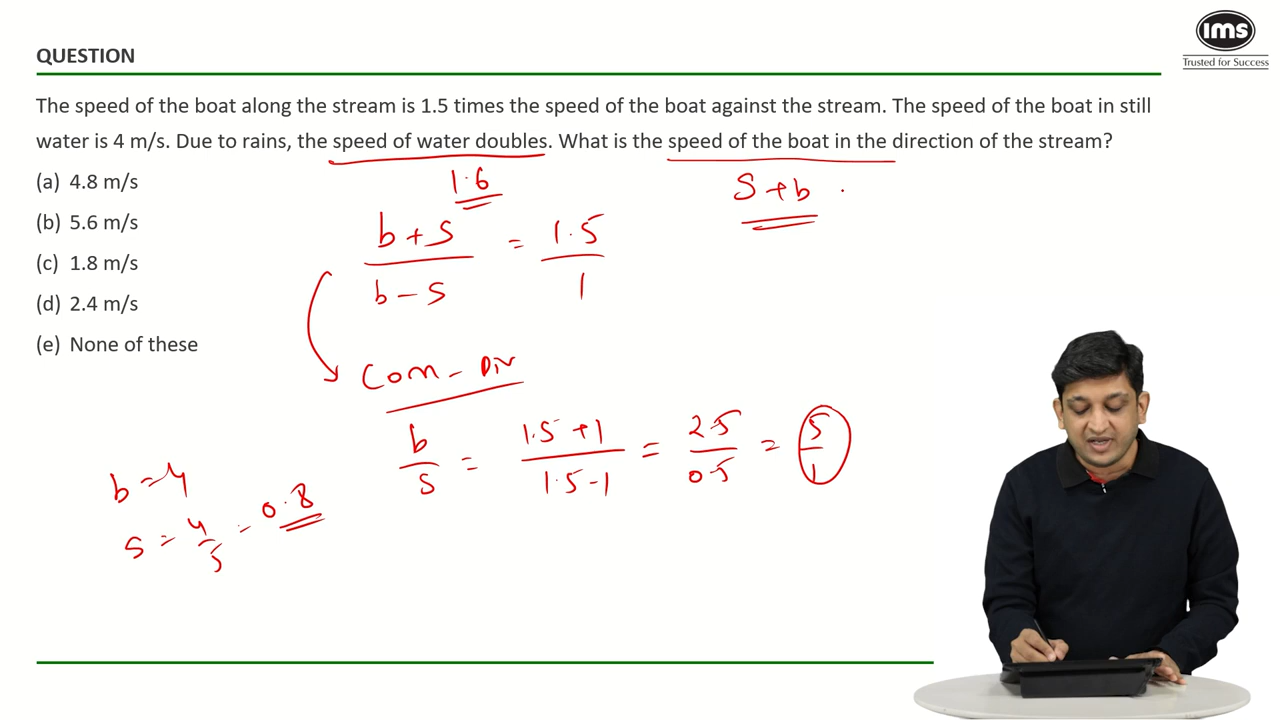 QUESTION
ims
Trusted for Success
The speed of the boat along the stream is 1.5 times the speed of the boat against the stream. The speed of the boat in still
water is 4 m/s. Due to rains, the speed of water doubles. What is the speed of the boat in the direction of the stream?
(a) 4.8 m/s
(b) 5.6 m/s
(c) 1.8 m/s
(d) 2.4 m/s
(e) None of these
1.6
S + b
b + S / b - S = 1.5 / 1
Com - Div
b / S = 1.5 + 1 / 1.5 - 1 = 2.5 / 0.5 = 5 / 1
b = 4
S = 4 / 5 = 0.8